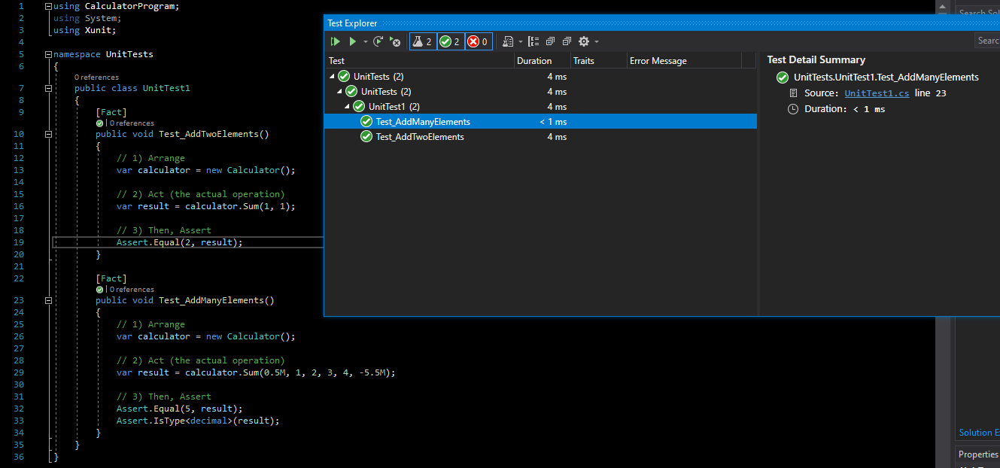 1 using CalculatorProgram;
2 using System;
3 using Xunit;
4
5 namespace UnitTests
6 {
0 references
7 public class UnitTest1
8 {
9 [Fact]
0 references
10 public void Test_AddTwoElements()
11 {
12 // 1) Arrange
13 var calculator = new Calculator();
14
15 // 2) Act (the actual operation)
16 var result = calculator.Sum(1, 1);
17
18 // 3) Then, Assert
19 Assert.Equal(2, result);
20 }
21
22 [Fact]
0 references
23 public void Test_AddManyElements()
24 {
25 // 1) Arrange
26 var calculator = new Calculator();
27
28 // 2) Act (the actual operation)
29 var result = calculator.Sum(0.5M, 1, 2, 3, 4, -5.5M);
30
31 // 3) Then, Assert
32 Assert.Equal(5, result);
33 Assert.IsType<decimal>(result);
34 }
35 }
36 }
Test Explorer
2 2 0
Searc
Test Duration Traits Error Message
UnitTests (2) 4 ms
UnitTests (2) 4 ms
UnitTest1 (2) 4 ms
Test_AddManyElements < 1 ms
Test_AddTwoElements 4 ms
Test Detail Summary
UnitTests.UnitTest1.Test_AddManyElements
Source: UnitTest1.cs line 23
Duration: < 1 ms
Search Sol
Solution E
Properties